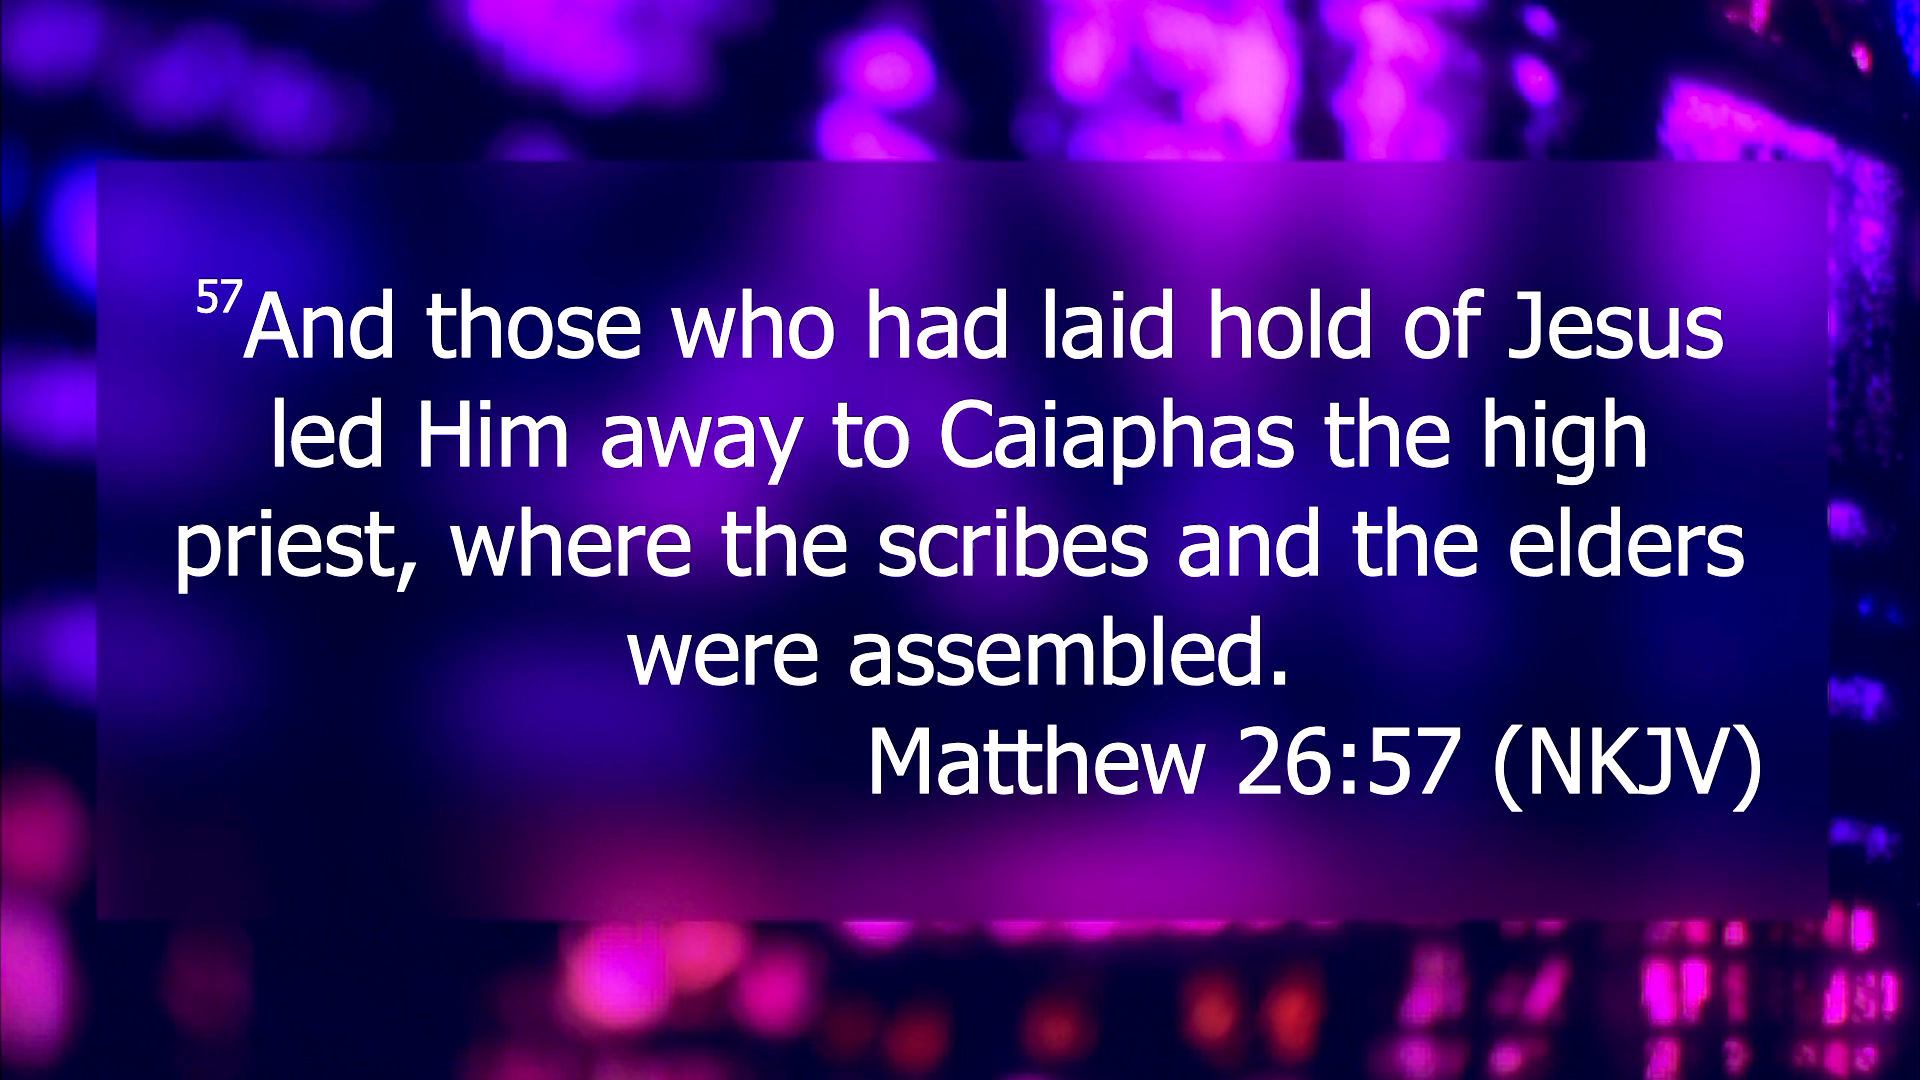 57And those who had laid hold of Jesus
led Him away to Caiaphas the high
priest, where the scribes and the elders
were assembled.
Matthew 26:57 (NKJV)